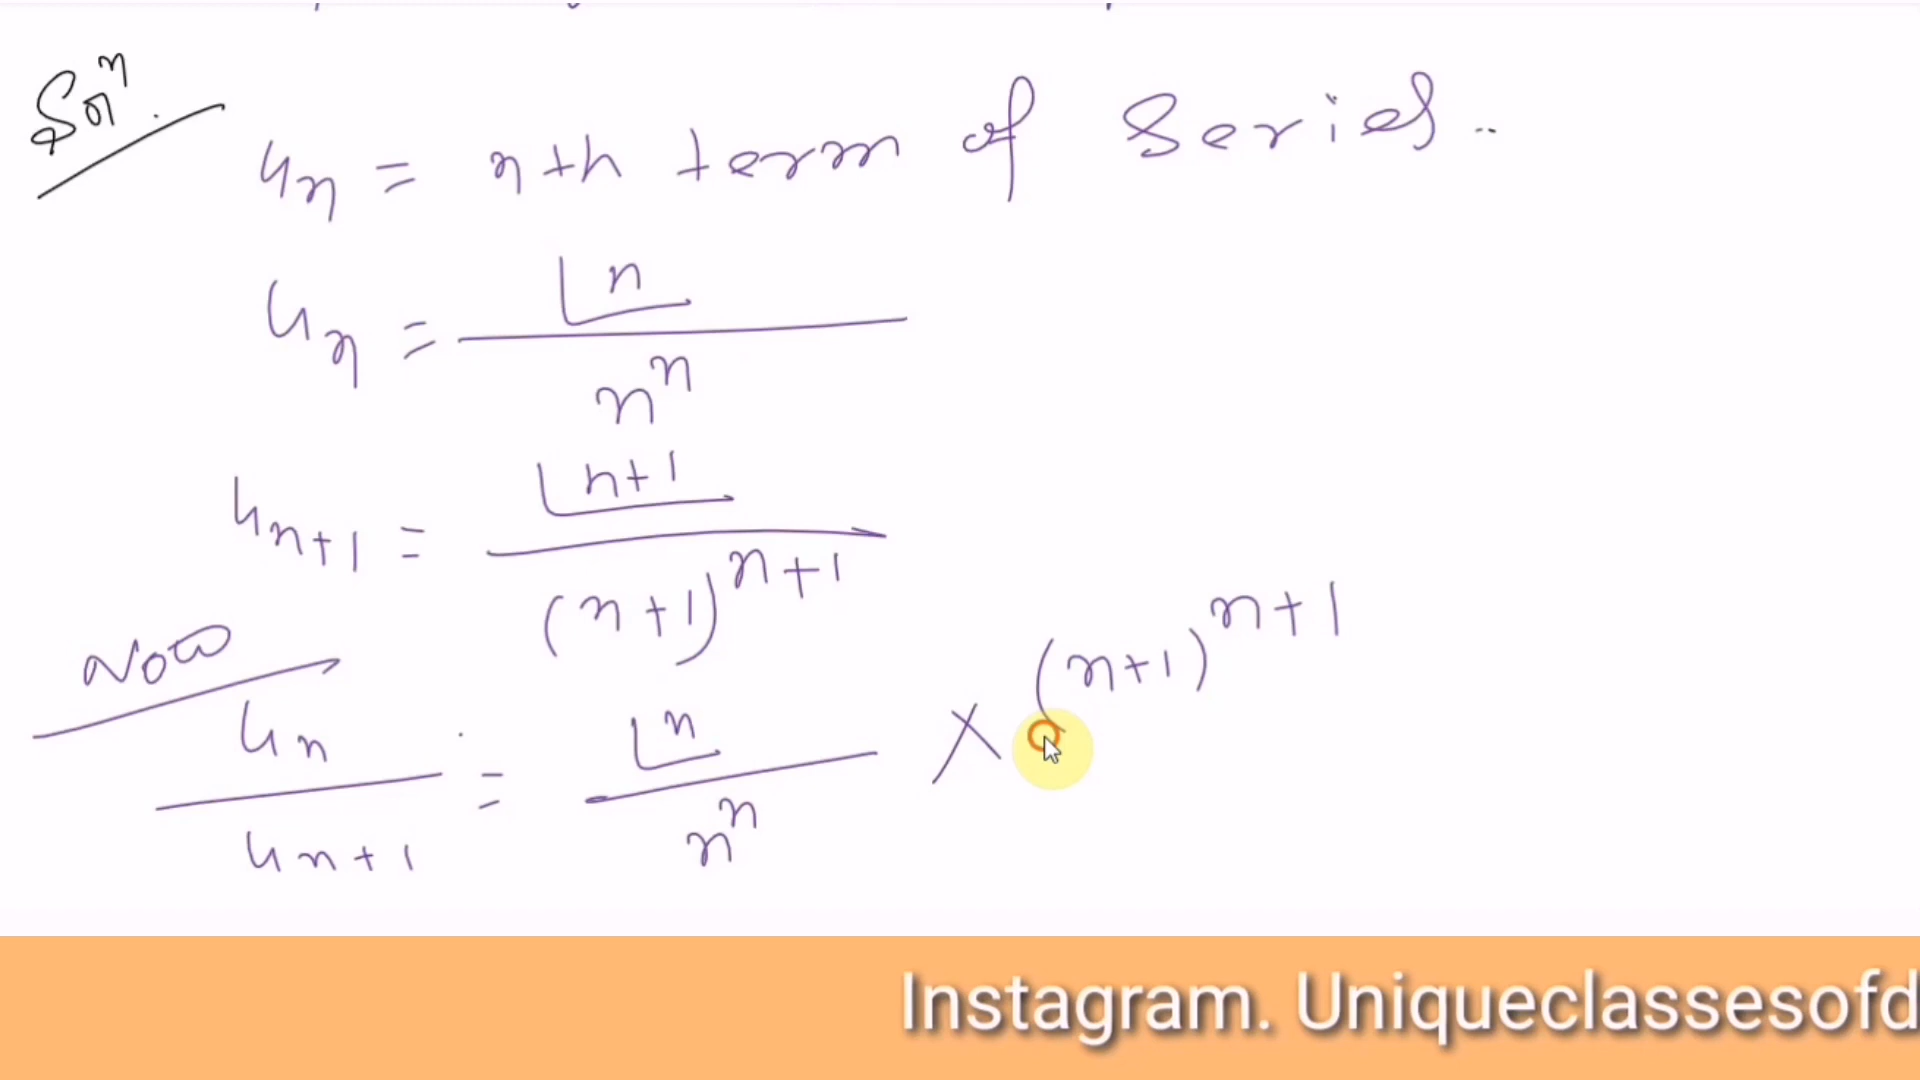 Solⁿ.
uₙ = nth term of Series..
uₙ = ⌊n / nⁿ
uₙ₊₁ = ⌊n+1 / (n+1)ⁿ⁺¹
Now
uₙ / uₙ₊₁ = ⌊n / nⁿ × (n+1)ⁿ⁺¹
Instagram. Uniqueclassesofd